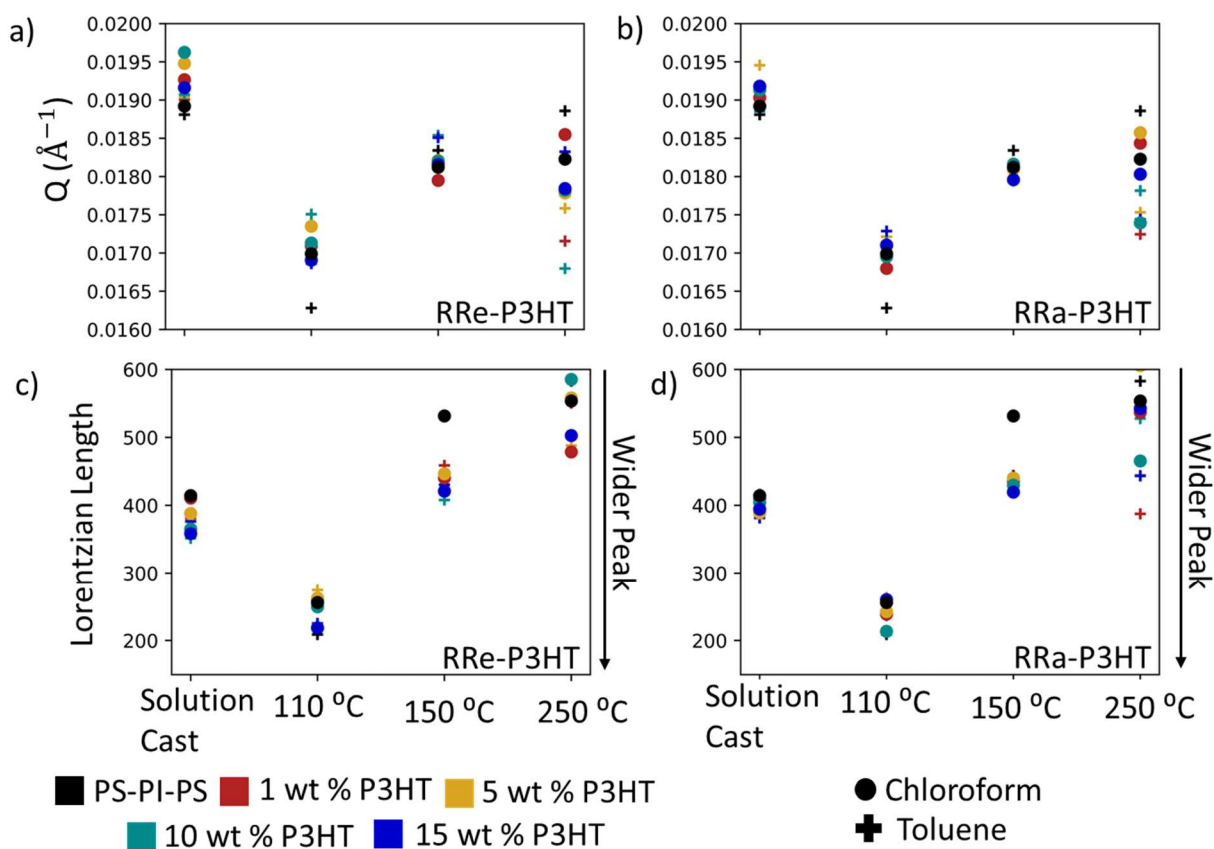 a)
0.0200
0.0195
0.0190
0.0185
0.0180
0.0175
0.0170
0.0165
0.0160
Q (Å⁻¹)
RRe-P3HT
b)
0.0200
0.0195
0.0190
0.0185
0.0180
0.0175
0.0170
0.0165
0.0160
RRa-P3HT
c)
600
500
400
300
200
Lorentzian Length
RRe-P3HT
Wider Peak
d)
600
500
400
300
200
RRa-P3HT
Wider Peak
Solution Cast 110 ºC 150 ºC 250 ºC
Solution Cast 110 ºC 150 ºC 250 ºC
PS-PI-PS 1 wt % P3HT 5 wt % P3HT
10 wt % P3HT 15 wt % P3HT
Chloroform
Toluene